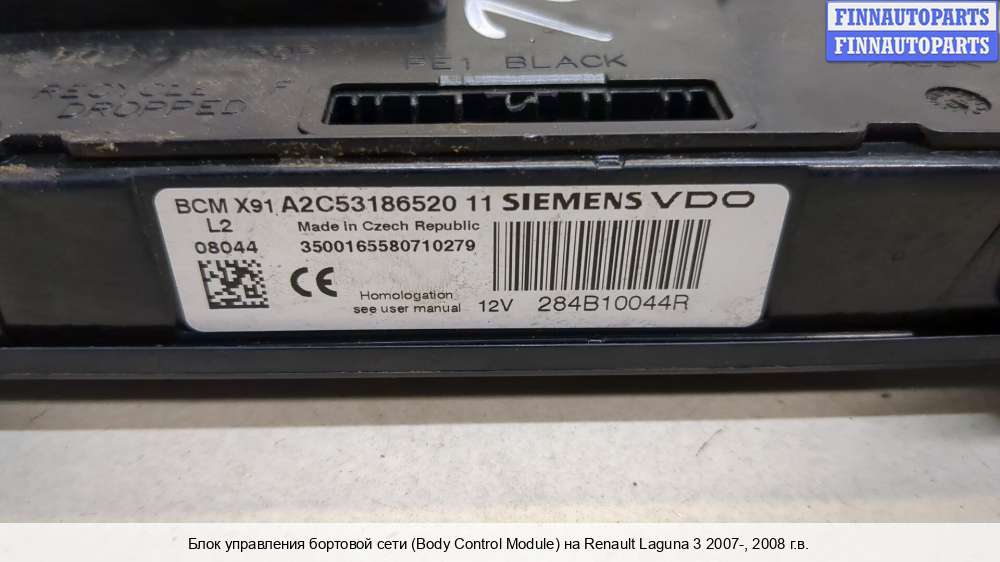 FINNAUTOPARTS
FINNAUTOPARTS
PE1 BLACK
RECYCLE IF
DROPPED
BCM X91 A2C53186520 11 SIEMENS VDO
L2 Made in Czech Republic
08044 3500165580710279
CE
Homologation
see user manual 12V 284B10044R
Блок управления бортовой сети (Body Control Module) на Renault Laguna 3 2007-, 2008 г.в.